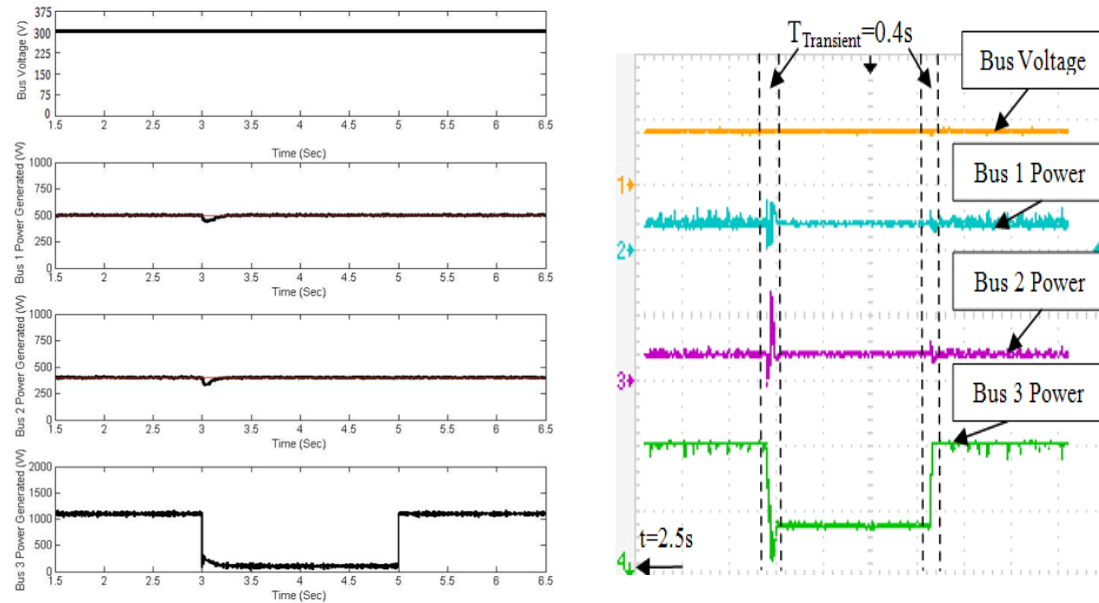 Bus Voltage (V)
375
300
225
150
75
0
1.5 2 2.5 3 3.5 4 4.5 5 5.5 6 6.5
Time (Sec)
Bus 1 Power Generated (W)
1000
750
500
250
0
1.5 2 2.5 3 3.5 4 4.5 5 5.5 6 6.5
Time (Sec)
Bus 2 Power Generated (W)
1000
750
500
250
0
1.5 2 2.5 3 3.5 4 4.5 5 5.5 6 6.5
Time (Sec)
Bus 3 Power Generated (W)
2000
1500
1000
500
0
1.5 2 2.5 3 3.5 4 4.5 5 5.5 6 6.5
Time (Sec)
TTransient=0.4s
Bus Voltage
1
Bus 1 Power
2
Bus 2 Power
3
Bus 3 Power
t=2.5s
4